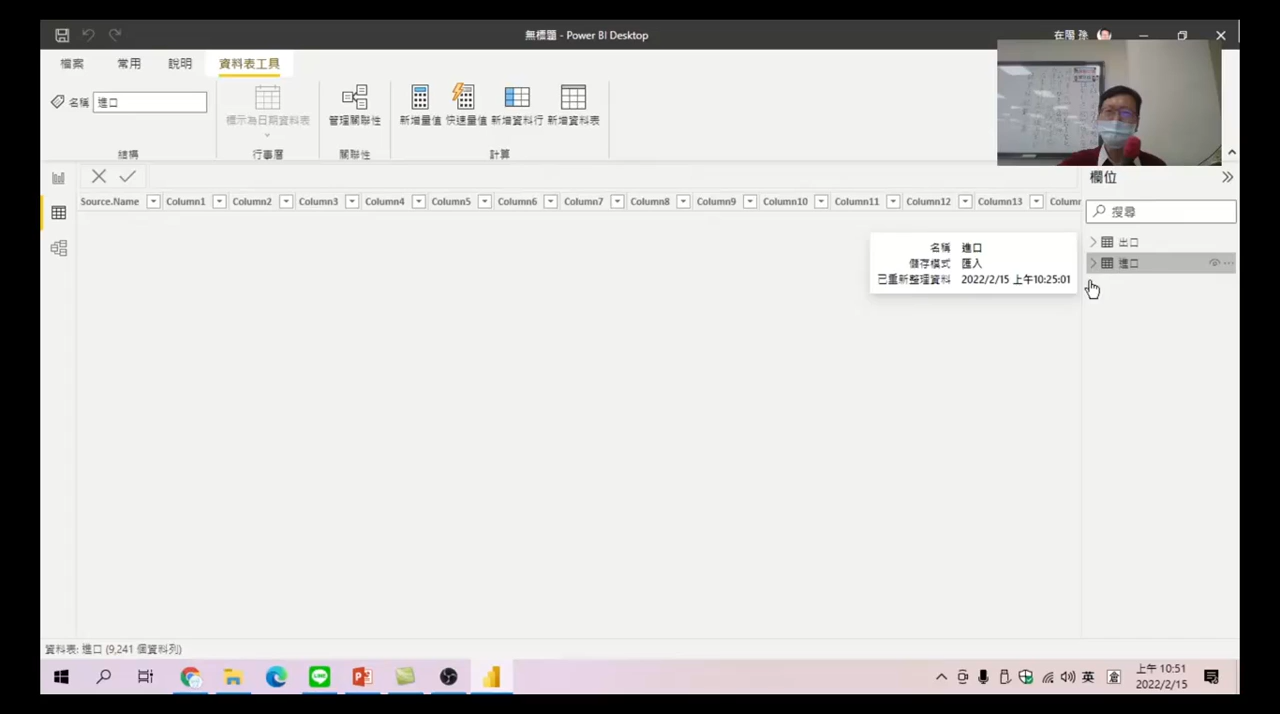 無標題 - Power BI Desktop
在陽 孫
檔案 常用 說明 資料表工具
名稱 進口
標示為日期資料表 管理關聯性 新增量值 快速量值 新增資料行 新增資料表
結構 行事曆 關聯性 計算
欄位
Source.Name Column1 Column2 Column3 Column4 Column5 Column6 Column7 Column8 Column9 Column10 Column11 Column12 Column13 Column
搜尋
出口
進口
名稱 進口
儲存模式 匯入
已重新整理資料 2022/2/15 上午10:25:01
資料表: 進口 (9,241 個資料列)
英 倉 上午 10:51
2022/2/15